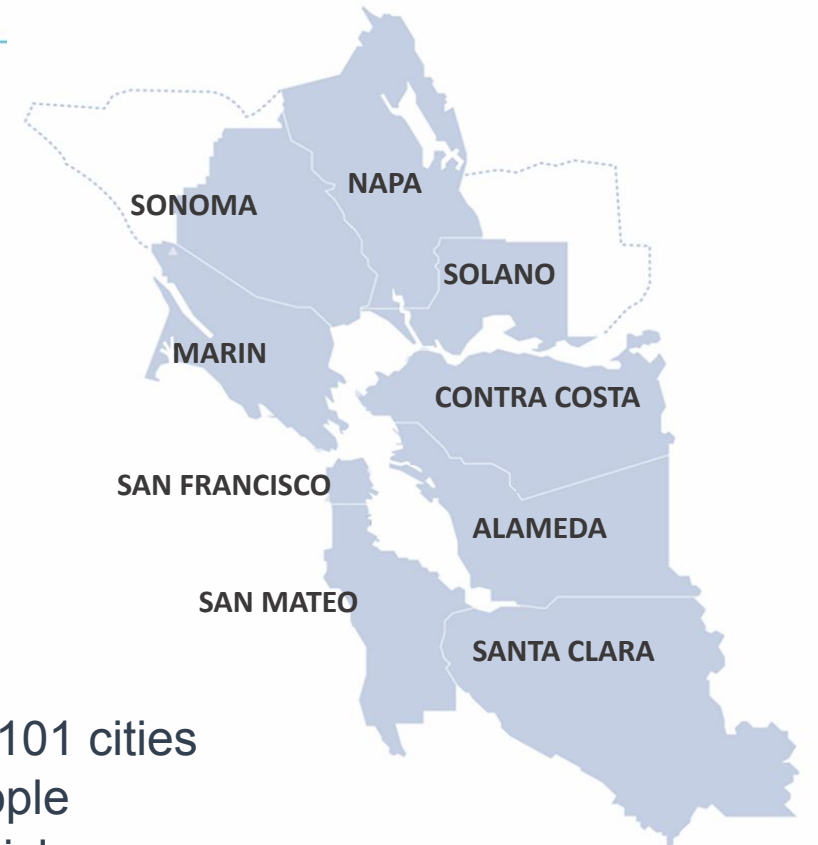 NAPA
SONOMA
SOLANO
MARIN
CONTRA COSTA
SAN FRANCISCO
ALAMEDA
SAN MATEO
SANTA CLARA
101 cities